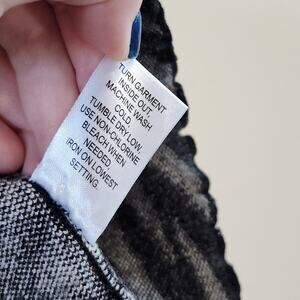 TURN GARMENT
INSIDE OUT,
MACHINE WASH
COLD,
TUMBLE DRY LOW,
USE NON-CHLORINE
BLEACH WHEN
NEEDED
IRON ON LOWEST
SETTING.